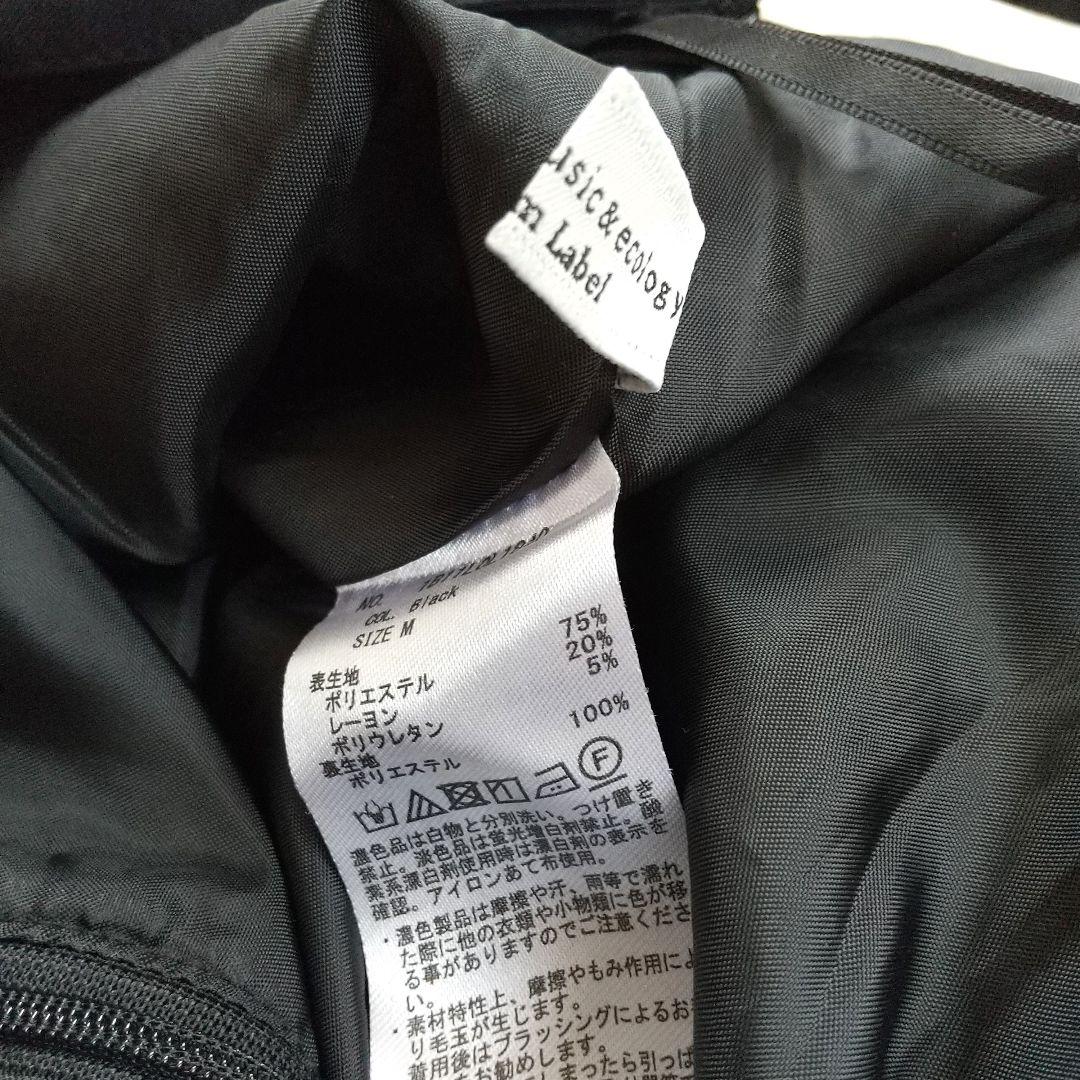 usic&ecology
m Label
NO.
COL. Black
SIZE M
表生地
ポリエステル 75%
レーヨン 20%
ポリウレタン 5%
裏生地
ポリエステル 100%
F
濃色品は白物と分別洗い。つけ置き
禁止。淡色品は蛍光増白剤禁止。酸
素系漂白剤使用時は漂白剤の表示を
確認。アイロンあて布使用。
・濃色製品は摩擦や汗、雨等で濡れ
た際に他の衣類や小物類に色が移
る事がありますのでご注意くださ
い。
・素材特性上、摩擦やもみ作用によ
り毛玉が生じます。
着用後はブラッシングによるお
をお勧めします。
まったら引っぱ